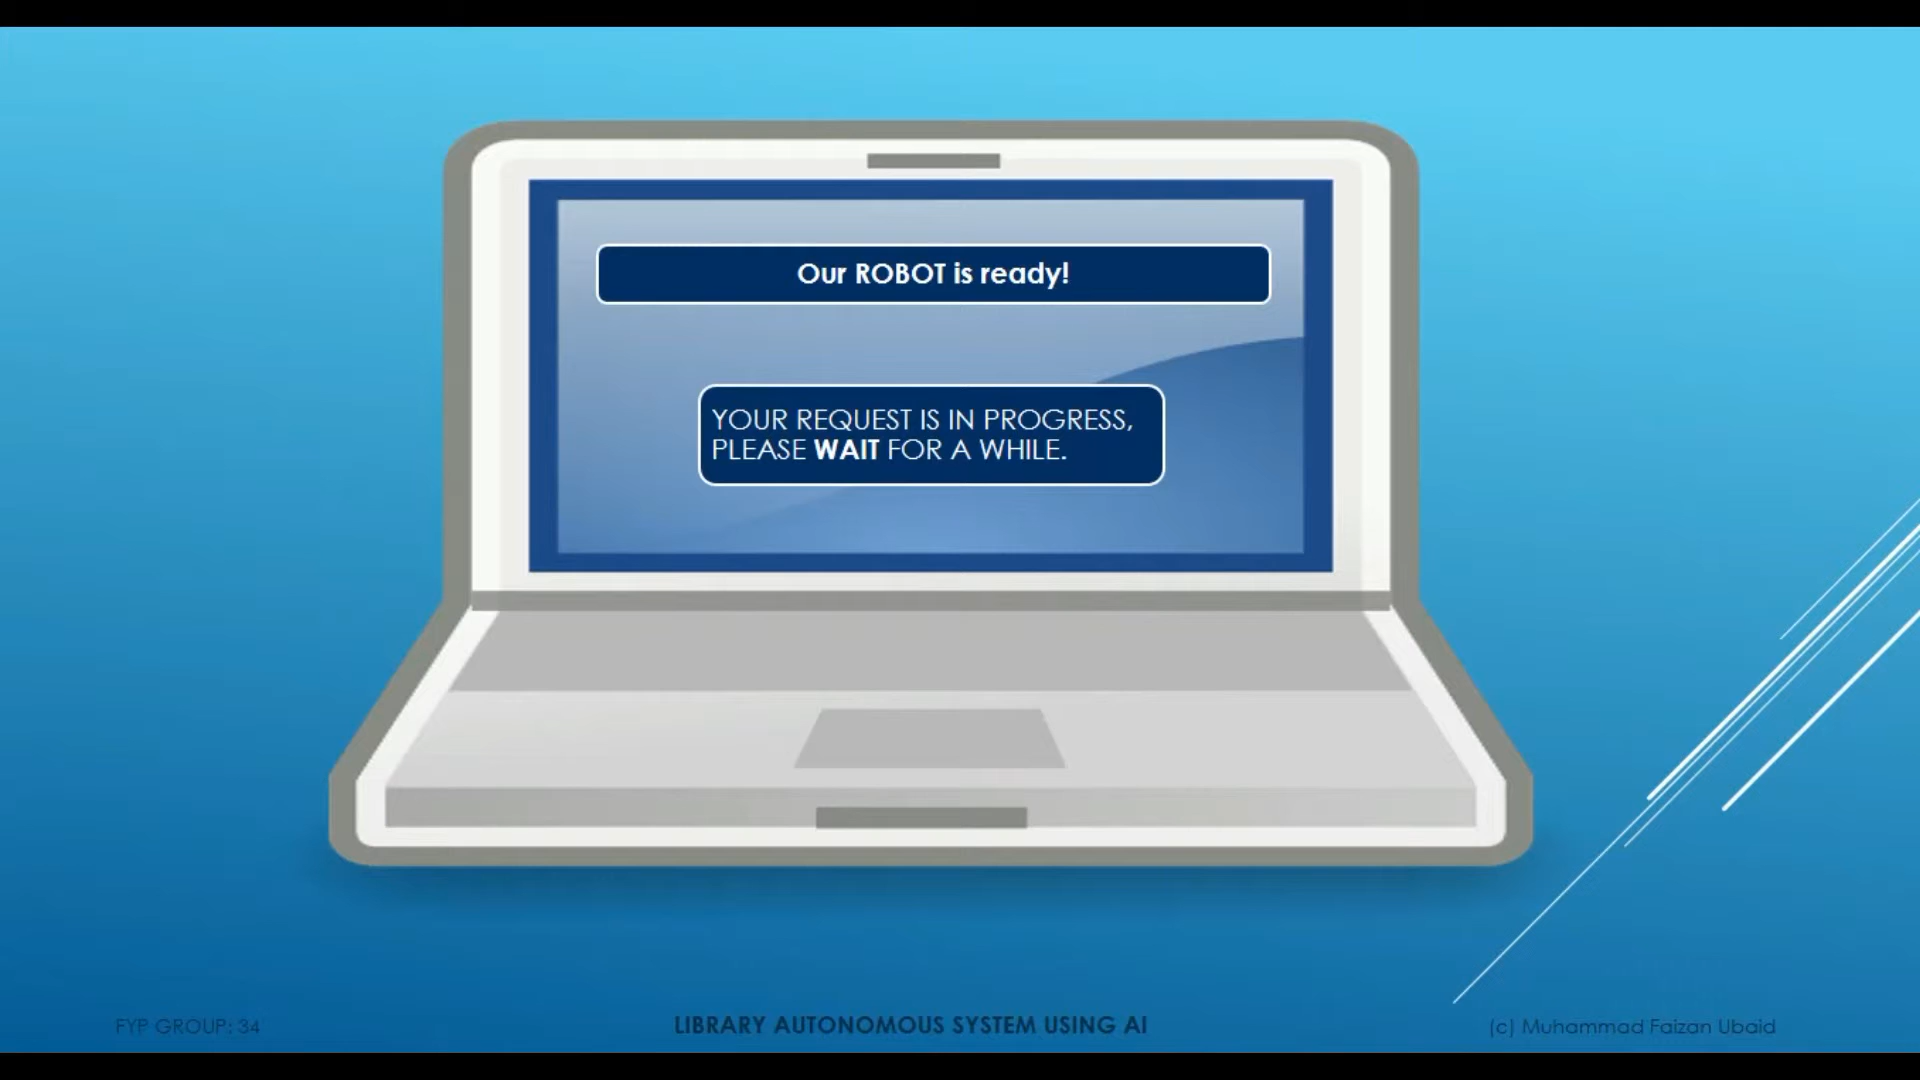 Our ROBOT is ready!
YOUR REQUEST IS IN PROGRESS,
PLEASE WAIT FOR A WHILE.
FYP GROUP: 34
LIBRARY AUTONOMOUS SYSTEM USING AI
(c) Muhammad Faizan Ubaid